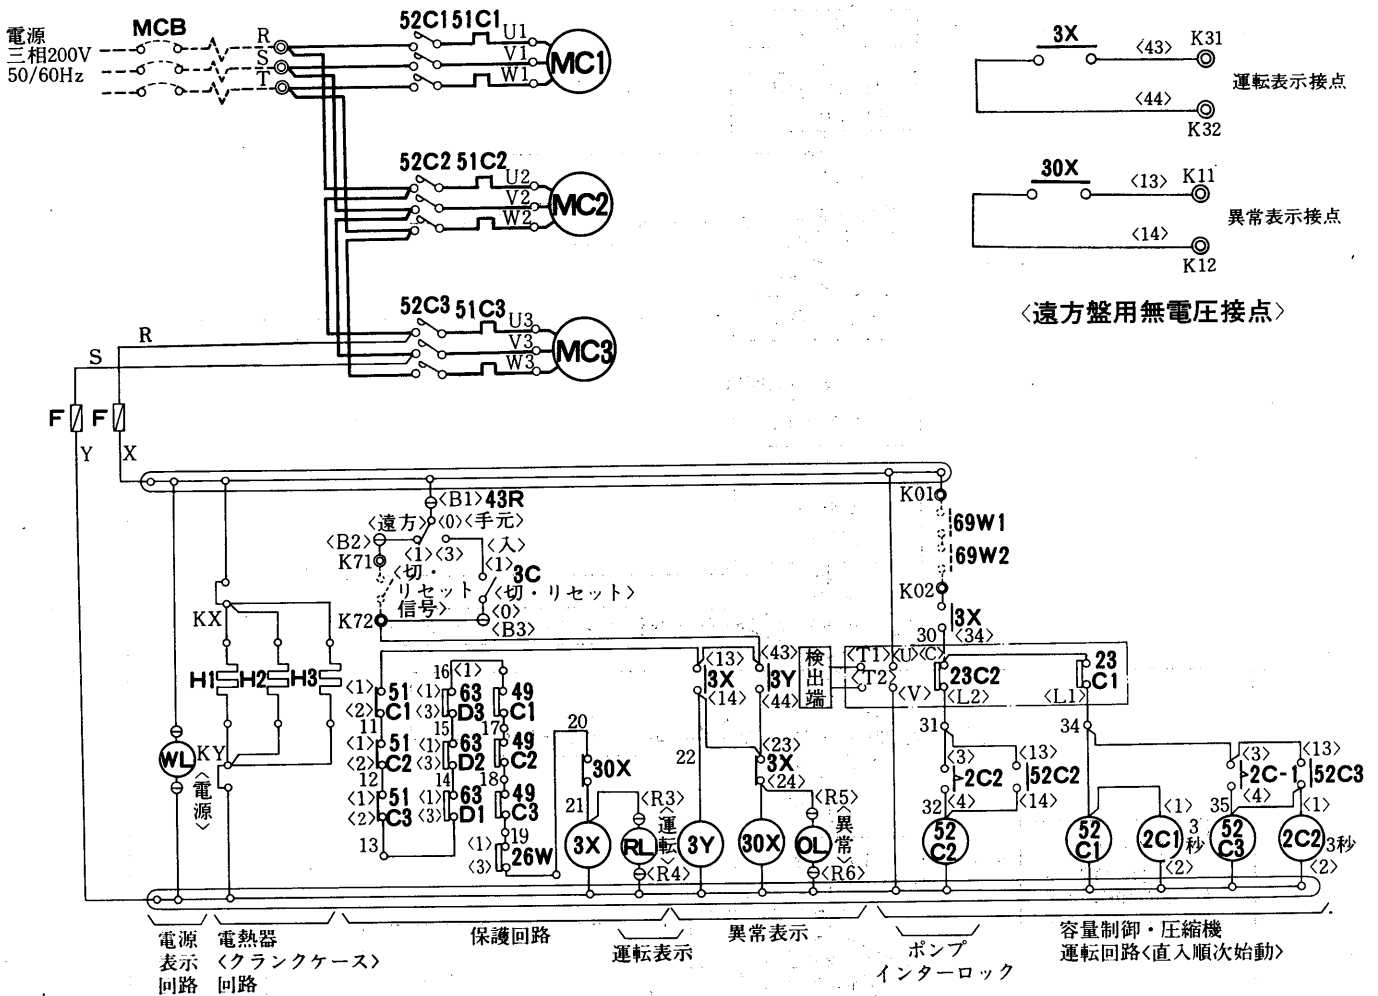 電源
三相200V
50/60Hz
MCB
R
S
T
52C1 51C1
U1
V1
W1
MC1
52C2 51C2
U2
V2
W2
MC2
52C3 51C3
U3
V3
W3
MC3
3X
〈43〉
K31
運転表示接点
〈44〉
K32
30X
〈13〉
K11
異常表示接点
〈14〉
K12
〈遠方盤用無電圧接点〉
R
S
F
F
Y
X
〈B1〉43R
〈遠方〉
〈0〉〈手元〉
〈B2〉
〈1〉〈3〉
〈入〉
K71
〈切・
リセット
信号〉
〈1〉
3C
〈切・リセット〉
K72
〈0〉
〈B3〉
K01
69W1
69W2
K02
3X
30
〈34〉
KX
H1
H2
H3
KY
WL
〈電源〉
〈1〉
51
C1
〈2〉
11
〈1〉
51
C2
〈2〉
12
〈1〉
51
C3
〈2〉
13
16
〈1〉
〈1〉
63
D3
〈3〉
15
〈1〉
63
D2
〈3〉
14
〈1〉
63
D1
〈3〉
49
C1
17
49
C2
18
49
C3
19
〈1〉
26W
〈3〉
20
30X
21
3X
〈R3〉
RL
〈運転〉
〈R4〉
〈13〉
3X
〈14〉
22
3Y
〈43〉
3Y
〈44〉
〈23〉
3X
〈24〉
30X
〈R5〉
OL
〈異常〉
〈R6〉
検出端
〈T1〉
〈T2〉
〈U〉
〈C〉
〈V〉
23C2
〈L2〉
23
C1
〈L1〉
31
〈3〉
2C2
〈4〉
〈13〉
52C2
〈14〉
32
52
C2
34
52
C1
〈1〉
2C1
3秒
〈2〉
〈3〉
2C-1
〈4〉
35
52
C3
〈13〉
52C3
〈1〉
2C2
3秒
〈2〉
電源
表示
回路
電熱器
〈クランクケース〉
回路
保護回路
運転表示
異常表示
ポンプ
インターロック
容量制御・圧縮機
運転回路〈直入順次始動〉